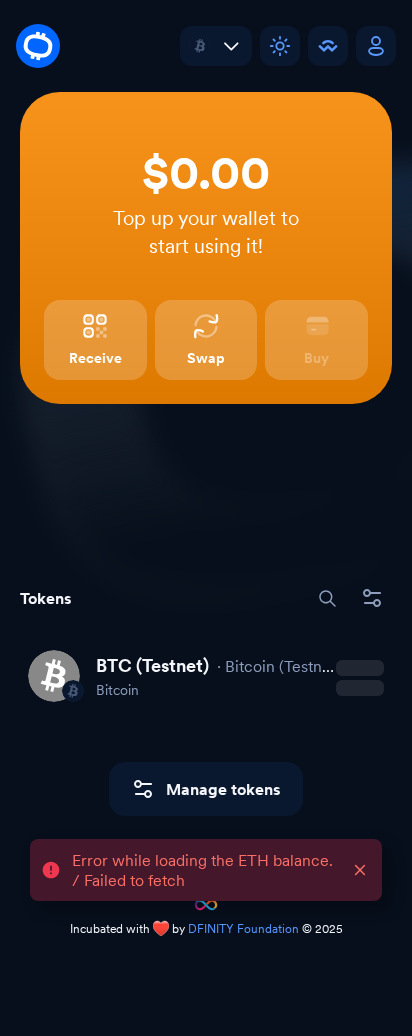 $0.00
Top up your wallet to
start using it!
Receive
Swap
Buy
Tokens
BTC (Testnet) · Bitcoin (Testn...
Bitcoin
Manage tokens
Error while loading the ETH balance.
/ Failed to fetch
Incubated with ❤️ by DFINITY Foundation © 2025